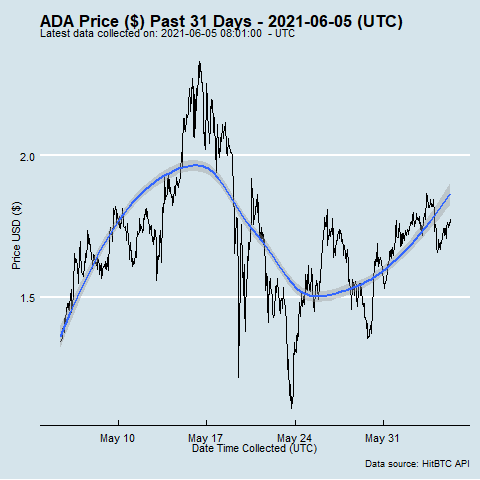 ADA Price ($) Past 31 Days - 2021-06-05 (UTC)
Latest data collected on: 2021-06-05 08:01:00 - UTC
Price USD ($)
2.0
1.5
May 10 May 17 May 24 May 31
Date Time Collected (UTC)
Data source: HitBTC API